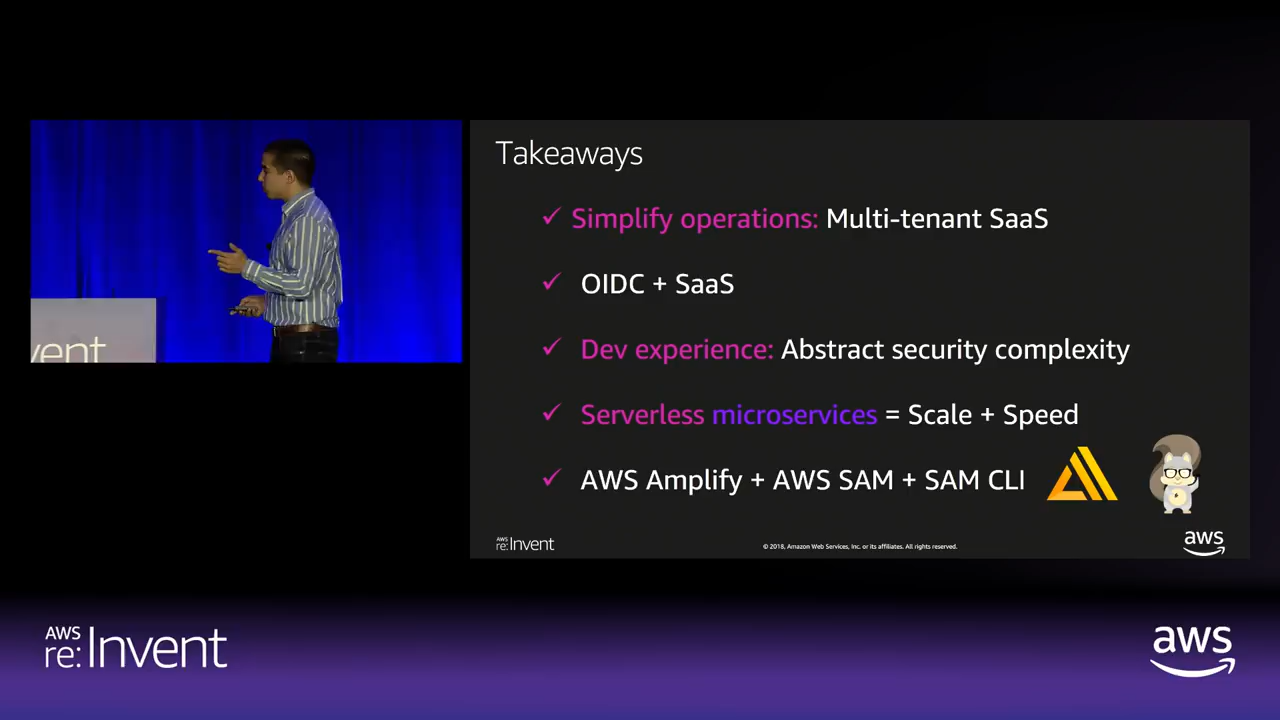 Takeaways
✓ Simplify operations: Multi-tenant SaaS
✓ OIDC + SaaS
✓ Dev experience: Abstract security complexity
✓ Serverless microservices = Scale + Speed
✓ AWS Amplify + AWS SAM + SAM CLI
vent
AWS
re:Invent
© 2018, Amazon Web Services, Inc. or its affiliates. All rights reserved.
aws
AWS
re:Invent
aws